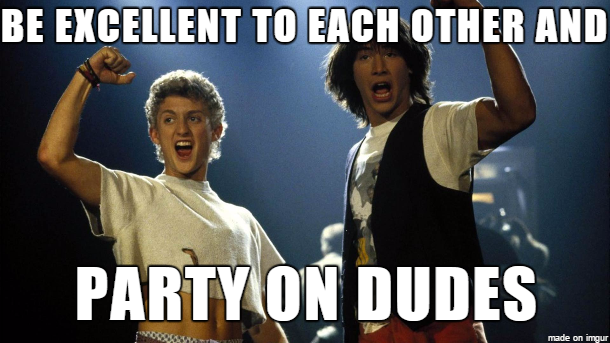 BE EXCELLENT TO EACH OTHER AND
PARTY ON DUDES
made on imgur